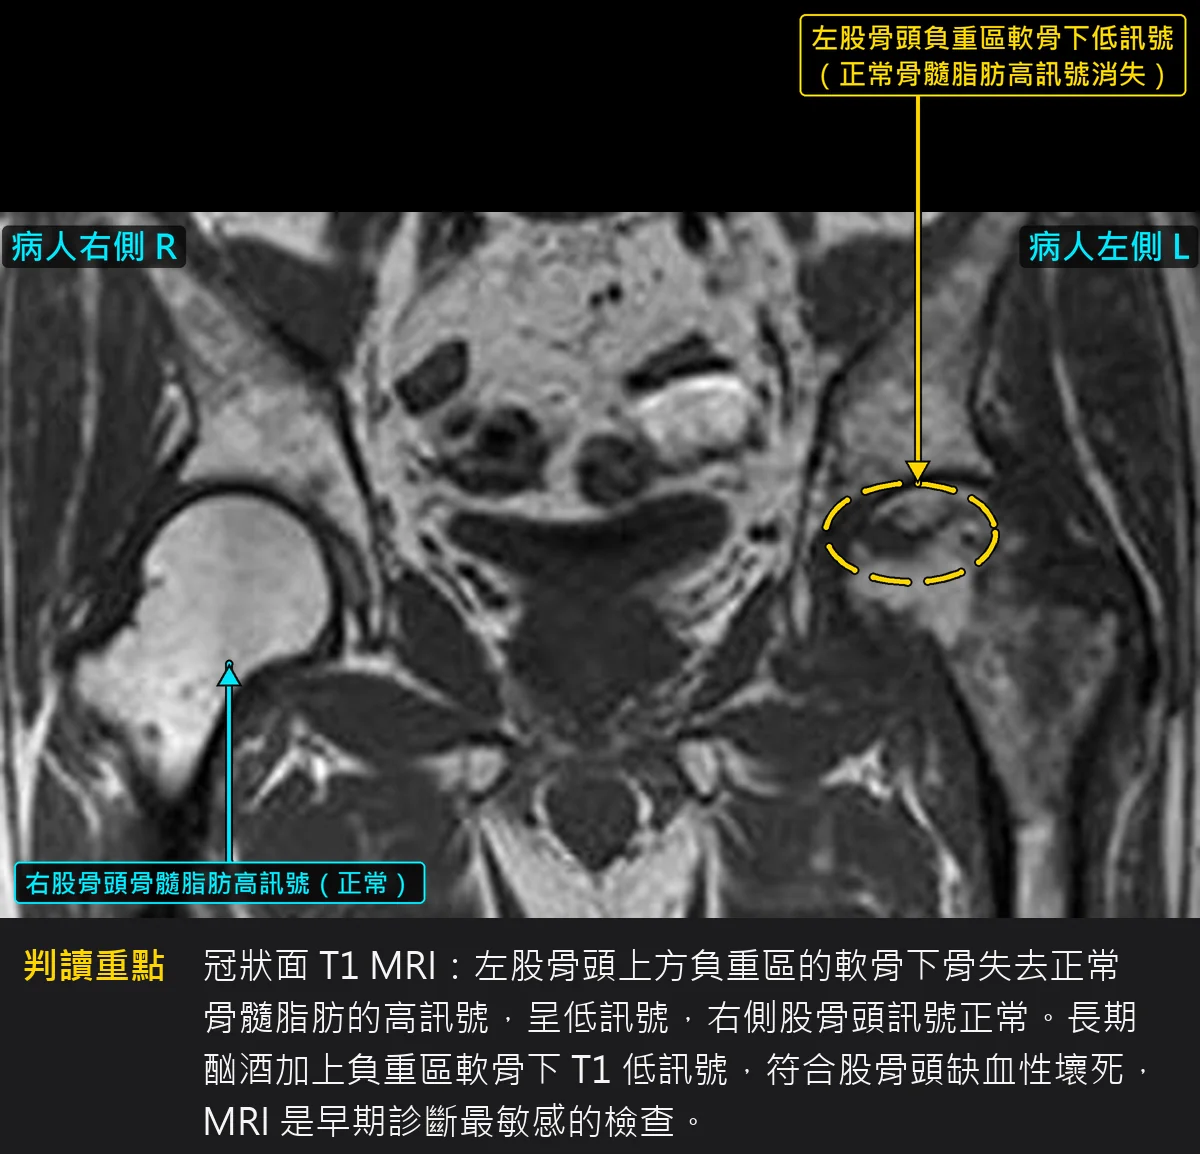 左股骨頭負重區軟骨下低訊號
（正常骨髓脂肪高訊號消失）
病人右側 R
病人左側 L
右股骨頭骨髓脂肪高訊號（正常）
判讀重點
冠狀面 T1 MRI：左股骨頭上方負重區的軟骨下骨失去正常
骨髓脂肪的高訊號，呈低訊號，右側股骨頭訊號正常。長期
酗酒加上負重區軟骨下 T1 低訊號，符合股骨頭缺血性壞死，
MRI 是早期診斷最敏感的檢查。